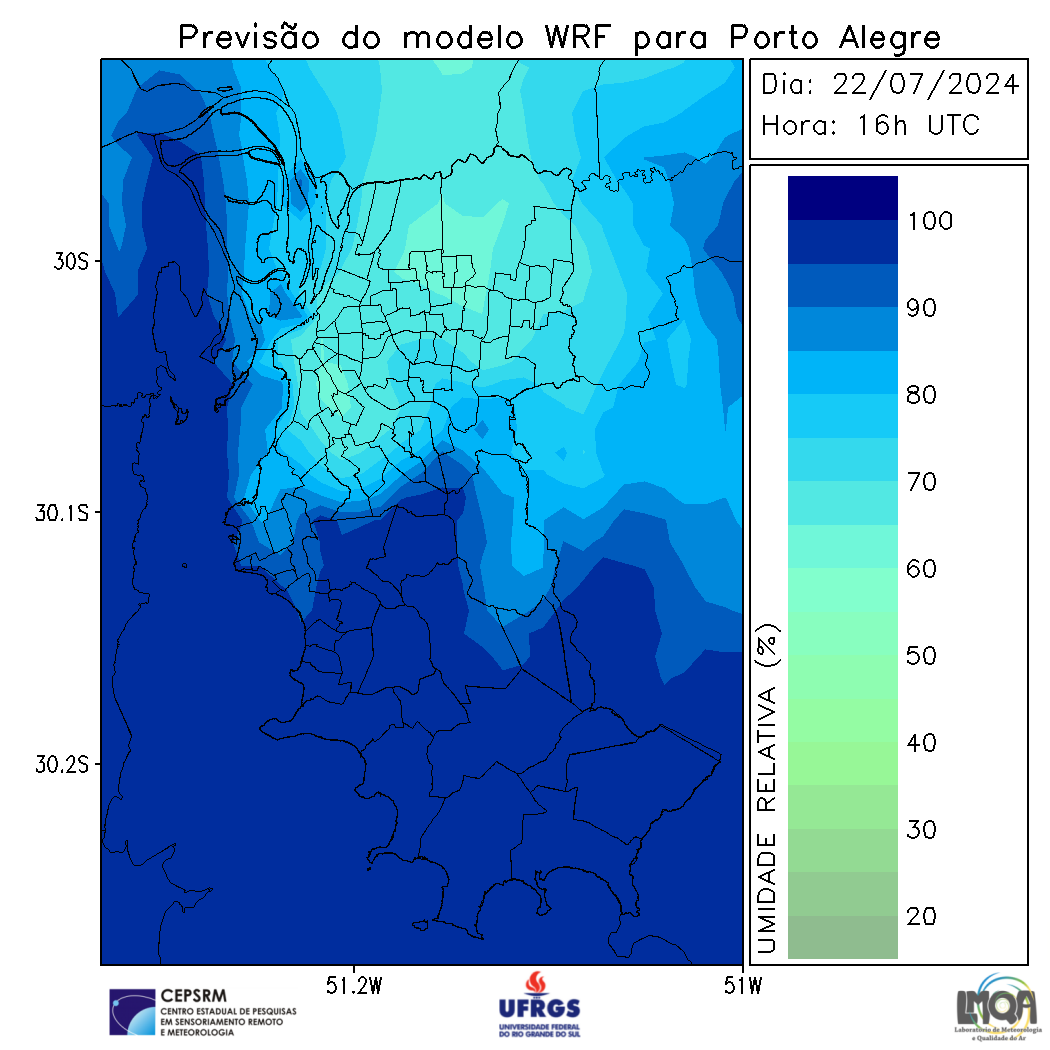 Previsão do modelo WRF para Porto Alegre
Dia: 22/07/2024
Hora: 16h UTC
30S
30.1S
30.2S
51.2W
51W
100
90
80
70
60
50
40
30
20
UMIDADE RELATIVA (%)
CEPSRM
CENTRO ESTADUAL DE PESQUISAS
EM SENSORIAMENTO REMOTO
E METEOROLOGIA
UFRGS
UNIVERSIDADE FEDERAL
DO RIO GRANDE DO SUL
LMQA
Laboratório de Meteorologia
e Qualidade do Ar